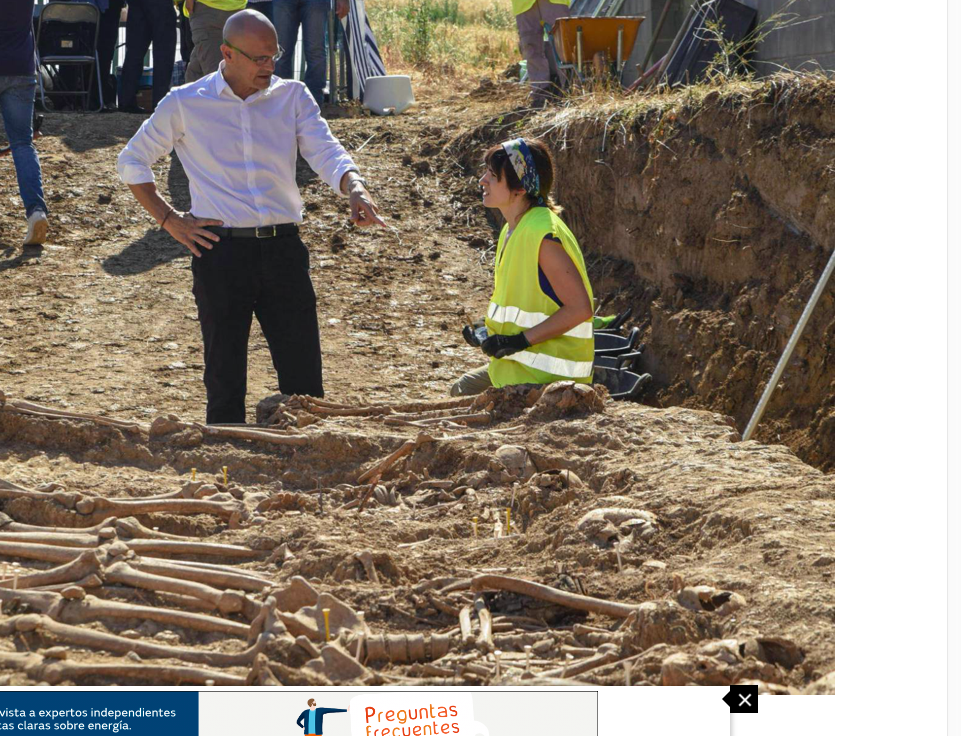 vista a expertos independientes
tas claras sobre energía.
Preguntas
frecuentes